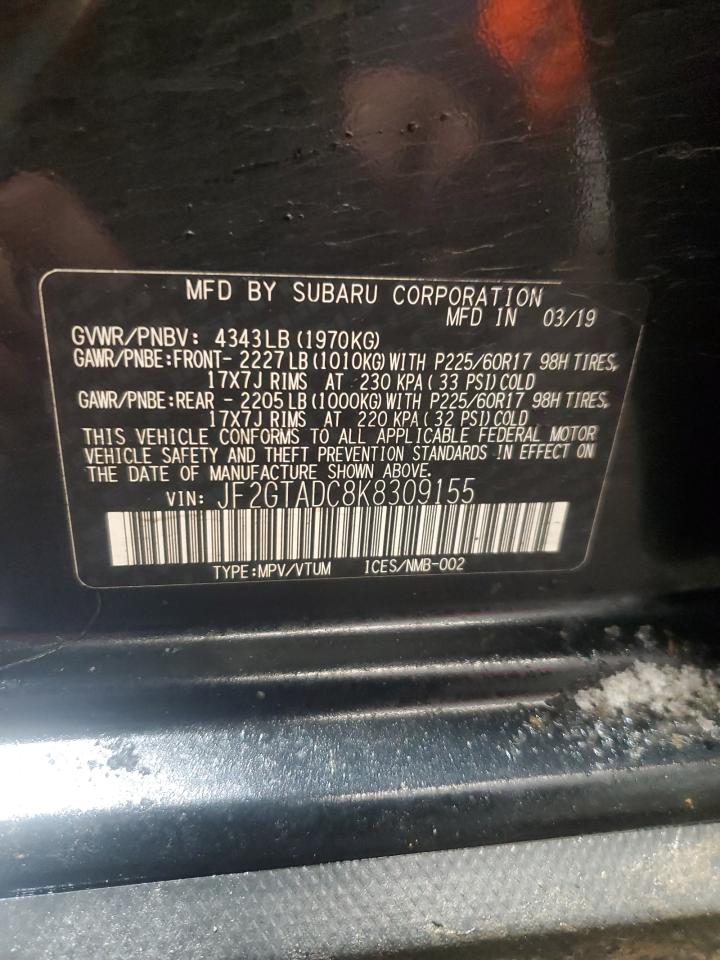 MFD BY SUBARU CORPORATION
MFD IN 03/19
GVWR/PNBV: 4343LB (1970KG)
GAWR/PNBE:FRONT- 2227LB (1010KG) WITH P225/60R17 98H TIRES,
17X7J RIMS AT 230 KPA (33 PSI) COLD
GAWR/PNBE:REAR - 2205LB (1000KG) WITH P225/60R17 98H TIRES,
17X7J RIMS AT 220 KPA (32 PSI) COLD
THIS VEHICLE CONFORMS TO ALL APPLICABLE FEDERAL MOTOR
VEHICLE SAFETY AND THEFT PREVENTION STANDARDS IN EFFECT ON
THE DATE OF MANUFACTURE SHOWN ABOVE.
VIN: JF2GTADC8K8309155
TYPE:MPV/VTUM ICES/NMB-002